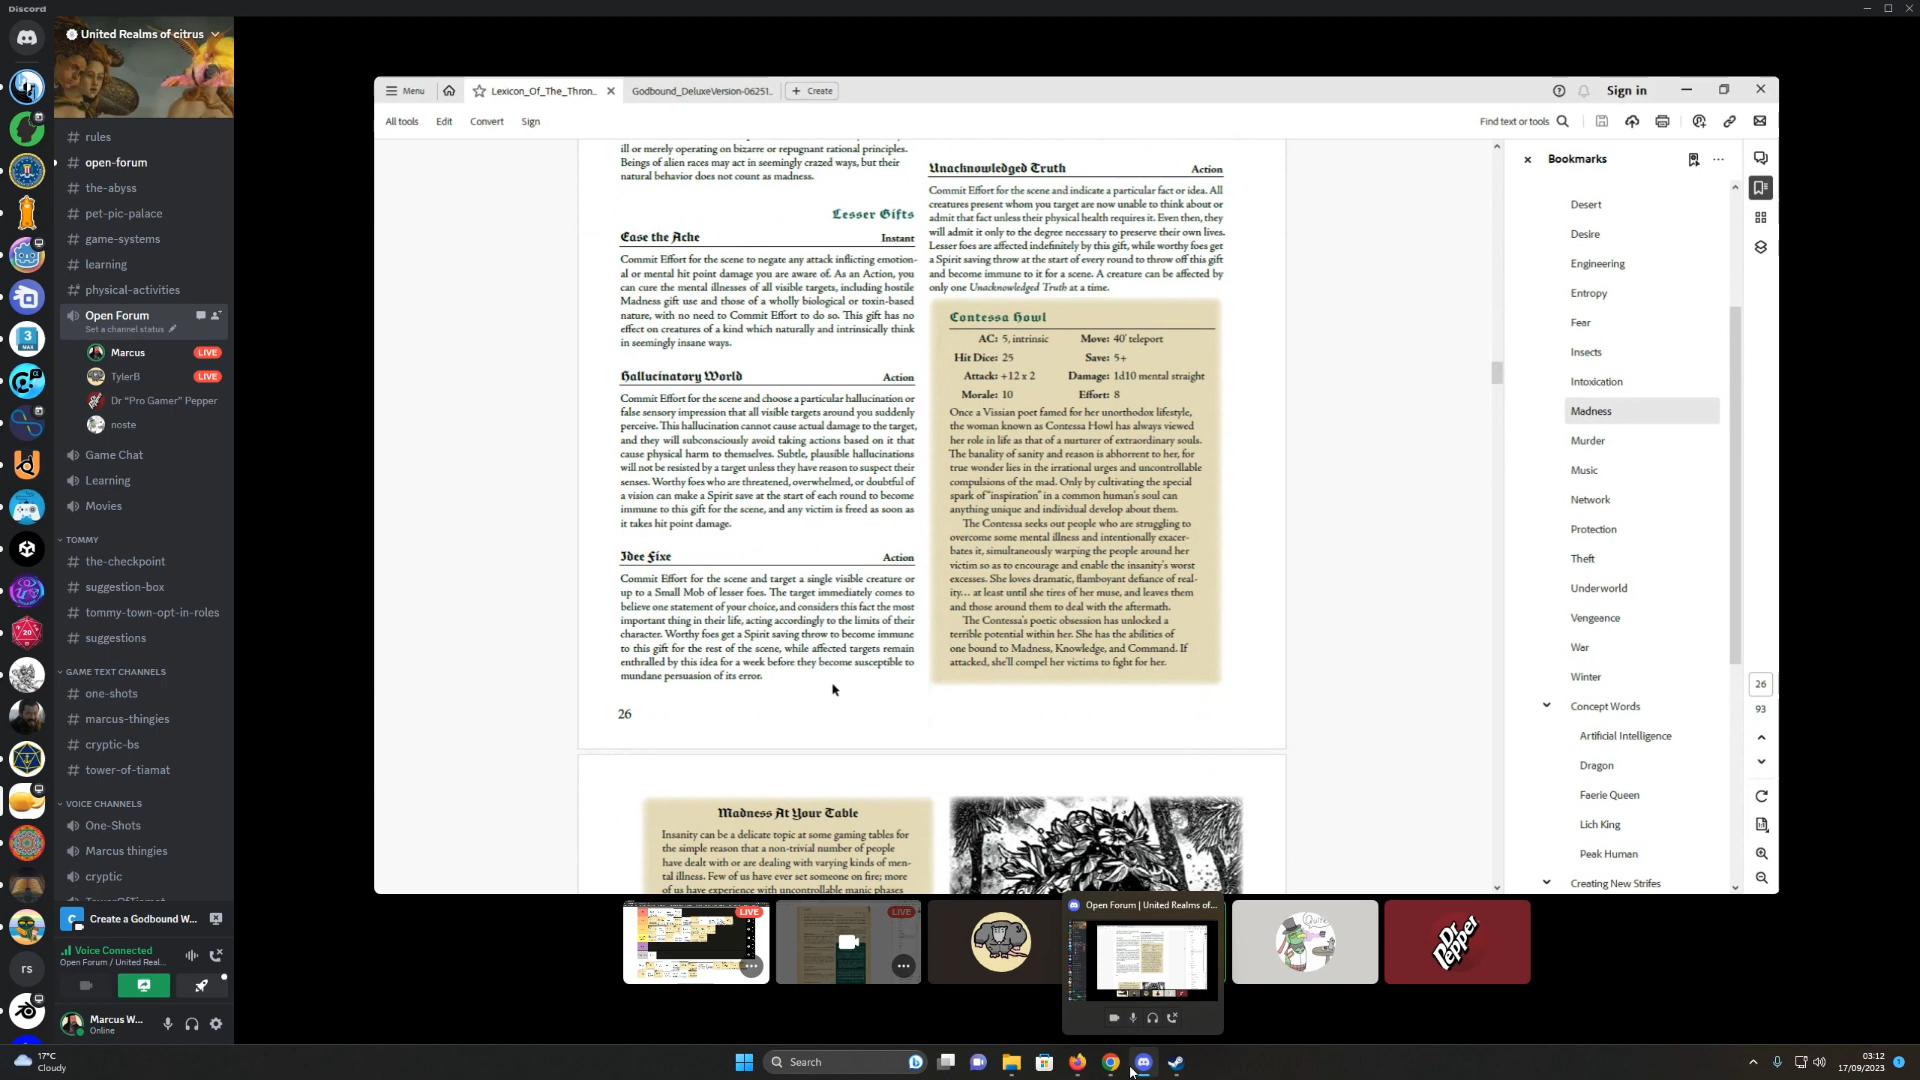 Discord
United Realms of citrus
rules
open-forum
the-abyss
pet-pic-palace
game-systems
learning
physical-activities
Open Forum
Set a channel status
Marcus
LIVE
TylerB
LIVE
Dr "Pro Gamer" Pepper
noste
Game Chat
Learning
Movies
TOMMY
the-checkpoint
suggestion-box
tommy-town-opt-in-roles
suggestions
GAME TEXT CHANNELS
one-shots
marcus-thingies
cryptic-bs
tower-of-tiamat
VOICE CHANNELS
One-Shots
Marcus thingies
cryptic
Create a Godbound W...
Voice Connected
Open Forum / United Real...
Marcus W...
Online
17°C
Cloudy
Menu
Lexicon_Of_The_Thron...
Godbound_DeluxeVersion-06251...
+ Create
Sign in
All tools
Edit
Convert
Sign
Find text or tools
ill or merely operating on bizarre or repugnant rational principles.
Beings of alien races may act in seemingly crazed ways, but their
natural behavior does not count as madness.
Lesser Gifts
Ease the Ache
Instant
Commit Effort for the scene to negate any attack inflicting emotion-
al or mental hit point damage you are aware of. As an Action, you
can cure the mental illnesses of all visible targets, including hostile
Madness gift use and those of a wholly biological or toxin-based
nature, with no need to Commit Effort to do so. This gift has no
effect on creatures of a kind which naturally and intrinsically think
in seemingly insane ways.
Hallucinatory World
Action
Commit Effort for the scene and choose a particular hallucination or
false sensory impression that all visible targets around you suddenly
perceive. This hallucination cannot cause actual damage to the target,
and they will subconsciously avoid taking actions based on it that
cause physical harm to themselves. Subtle, plausible hallucinations
will not be resisted by a target unless they have reason to suspect their
senses. Worthy foes who are threatened, overwhelmed, or doubtful of
a vision can make a Spirit save at the start of each round to become
immune to this gift for the scene, and any victim is freed as soon as
it takes hit point damage.
Idee Fixe
Action
Commit Effort for the scene and target a single visible creature or
up to a Small Mob of lesser foes. The target immediately comes to
believe one statement of your choice, and considers this fact the most
important thing in their life, acting accordingly to the limits of their
character. Worthy foes get a Spirit saving throw to become immune
to this gift for the rest of the scene, while affected targets remain
enthralled by this idea for a week before they become susceptible to
mundane persuasion of its error.
26
Unacknowledged Truth
Action
Commit Effort for the scene and indicate a particular fact or idea. All
creatures present whom you target are now unable to think about or
admit that fact unless their physical health requires it. Even then, they
will admit it only to the degree necessary to preserve their own lives.
Lesser foes are affected indefinitely by this gift, while worthy foes get
a Spirit saving throw at the start of every round to throw off this gift
and become immune to it for a scene. A creature can be affected by
only one Unacknowledged Truth at a time.
Contessa Howl
AC: 5, intrinsic
Move: 40' teleport
Hit Dice: 25
Save: 5+
Attack: +12 x 2
Damage: 1d10 mental straight
Morale: 10
Effort: 8
Once a Vissian poet famed for her unorthodox lifestyle,
the woman known as Contessa Howl has always viewed
her role in life as that of a nurturer of extraordinary souls.
The banality of sanity and reason is abhorrent to her, for
true wonder lies in the irrational urges and uncontrollable
compulsions of the mad. Only by cultivating the special
spark of "inspiration" in a common human's soul can
anything unique and individual develop about them.
The Contessa seeks out people who are struggling to
overcome some mental illness and intentionally exacer-
bates it, simultaneously warping the people around her
victim so as to encourage and enable the insanity's worst
excesses. She loves dramatic, flamboyant defiance of real-
ity... at least until she tires of her muse, and leaves them
and those around them to deal with the aftermath.
The Contessa's poetic obsession has unlocked a
terrible potential within her. She has the abilities of
one bound to Madness, Knowledge, and Command. If
attacked, she'll compel her victims to fight for her.
Madness At Your Table
Insanity can be a delicate topic at some gaming tables for
the simple reason that a non-trivial number of people
have dealt with or are dealing with varying kinds of men-
tal illness. Few of us have ever set someone on fire; more
of us have experience with uncontrollable manic phases
Bookmarks
Desert
Desire
Engineering
Entropy
Fear
Insects
Intoxication
Madness
Murder
Music
Network
Protection
Theft
Underworld
Vengeance
War
Winter
Concept Words
Artificial Intelligence
Dragon
Faerie Queen
Lich King
Peak Human
Creating New Strifes
26
93
LIVE
LIVE
Open Forum | United Realms of...
Quite
Dr Pepper
Search
03:12
17/09/2023